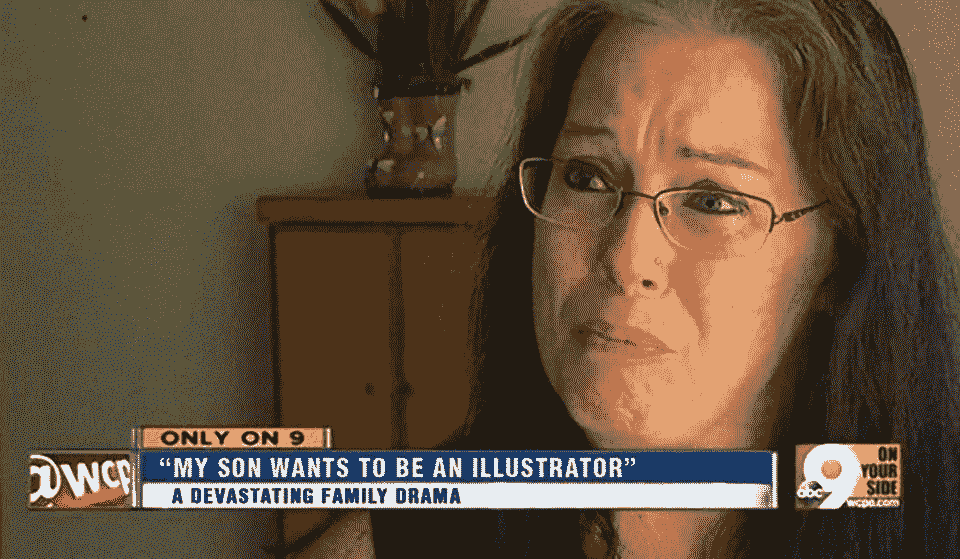 ONLY ON 9
@WCP
"MY SON WANTS TO BE AN ILLUSTRATOR"
A DEVASTATING FAMILY DRAMA
abc
9
ON
YOUR
SIDE
wcpo.com